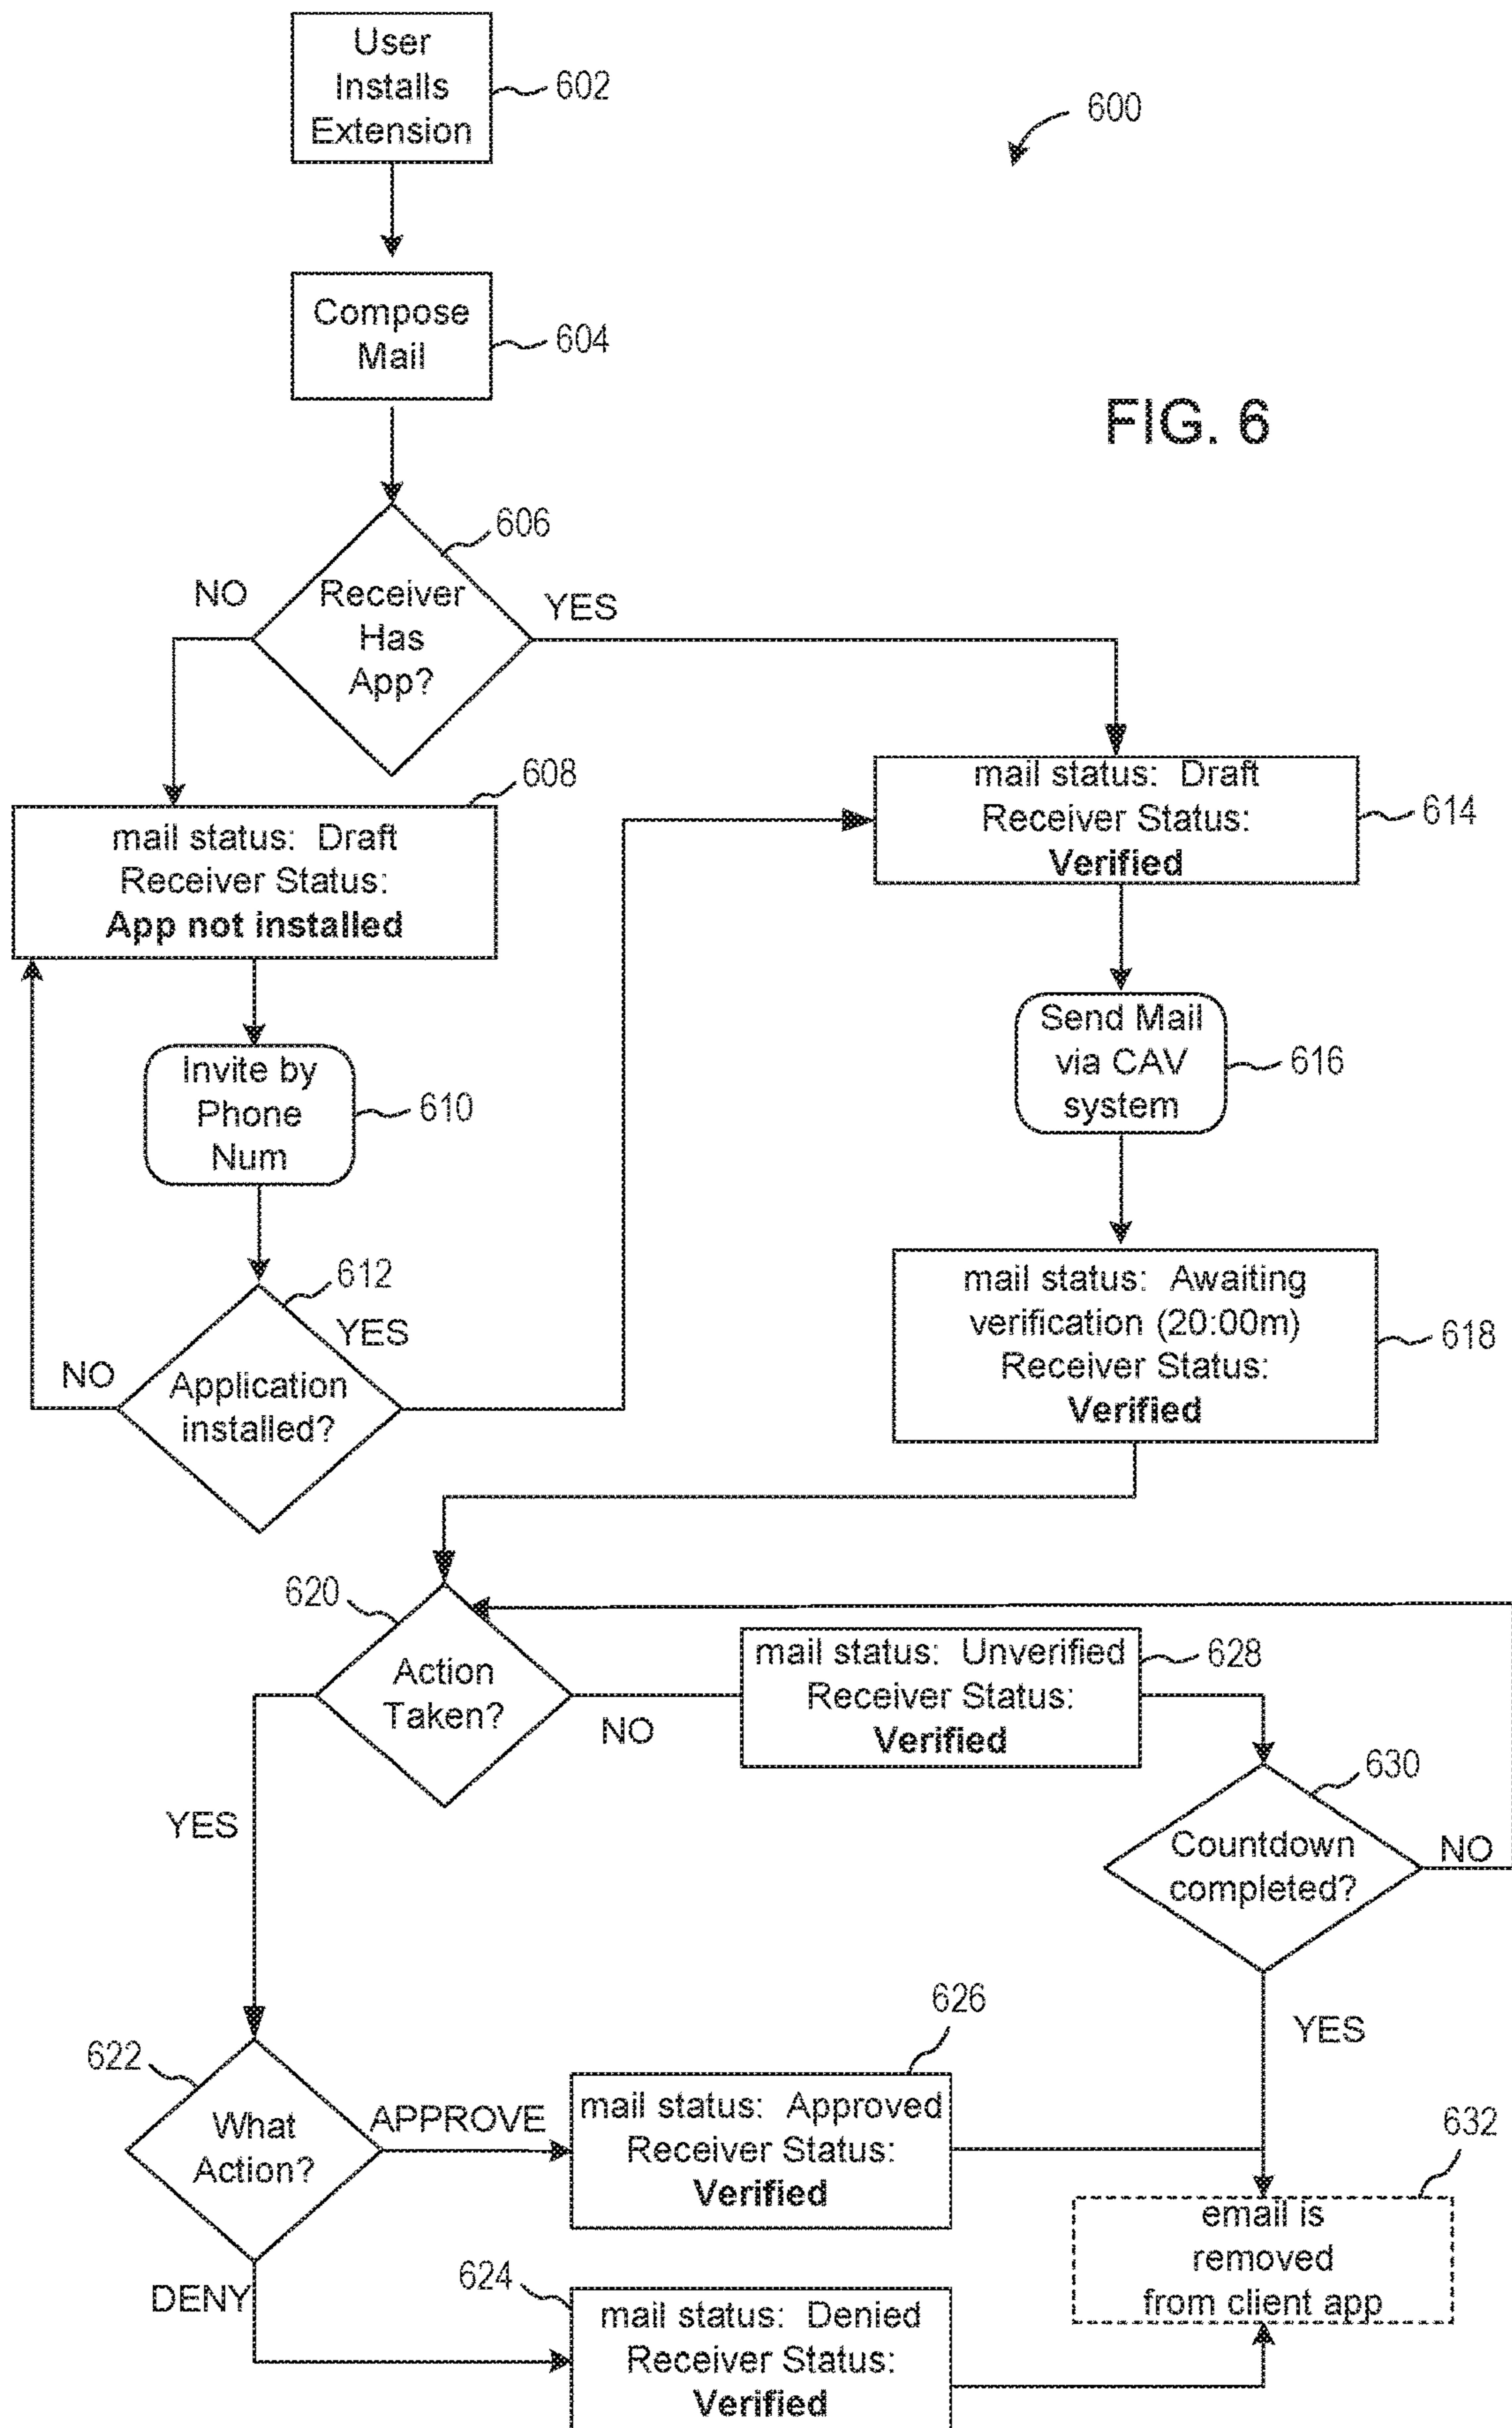 User
Installs
Extension
602
600
Compose
Mail
604
FIG. 6
606
NO
Receiver
Has
App?
YES
608
mail status: Draft
Receiver Status:
App not installed
mail status: Draft
Receiver Status:
Verified
614
Invite by
Phone
Num
610
Send Mail
via CAV
system
616
612
YES
NO
Application
installed?
mail status: Awaiting
verification (20:00m)
Receiver Status:
Verified
618
620
Action
Taken?
NO
YES
mail status: Unverified
Receiver Status:
Verified
628
630
Countdown
completed?
NO
YES
622
What
Action?
APPROVE
DENY
626
mail status: Approved
Receiver Status:
Verified
632
email is
removed
from client app
624
mail status: Denied
Receiver Status:
Verified